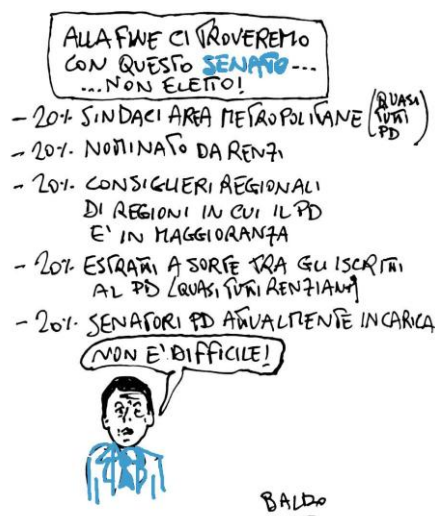 ALLA FINE CI TROVEREMO
CON QUESTO SENATO---
...NON ELETTO!
- 20% SINDACI AREA METROPOLITANE (QUASI TUTTI PD)
- 20% NOMINATO DA RENZI
- 20% CONSIGLIERI REGIONALI
DI REGIONI IN CUI IL PD
E' IN MAGGIORANZA
- 20% ESTRATTI A SORTE TRA GLI ISCRITTI
AL PD (QUASI TUTTI RENZIANI)
- 20% SENATORI PD ATTUALMENTE IN CARICA
NON E' DIFFICILE!
BALDO